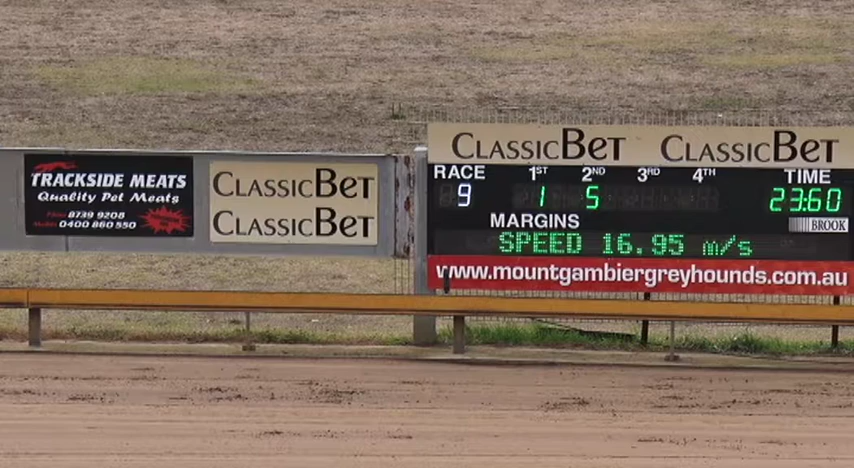 TRACKSIDE MEATS
Quality Pet Meats
8739 9208
0400 860 550
CLASSICBET
CLASSICBET
CLASSICBET CLASSICBET
RACE 1ST 2ND 3RD 4TH TIME
9 1 5 23.60
MARGINS
BROOK
SPEED 16.95 m/s
www.mountgambiergreyhounds.com.au